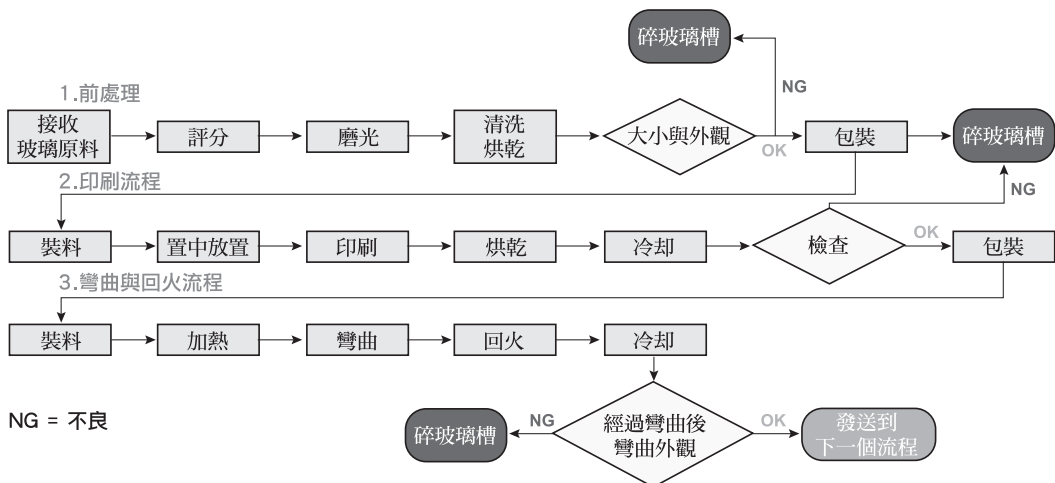 碎玻璃槽
NG
1.前處理
接收
玻璃原料
評分
磨光
清洗
烘乾
大小與外觀
OK
包裝
碎玻璃槽
NG
2.印刷流程
裝料
置中放置
印刷
烘乾
冷却
檢查
OK
包裝
3.彎曲與回火流程
裝料
加熱
彎曲
回火
冷却
NG = 不良
碎玻璃槽
NG
經過彎曲後
彎曲外觀
OK
發送到
下一個流程